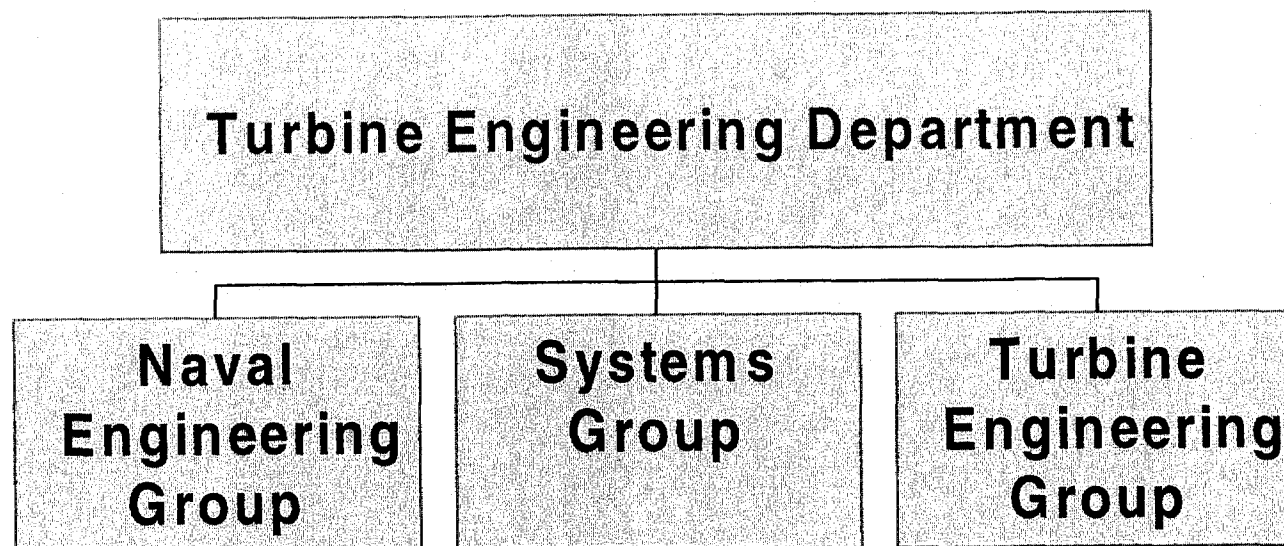 Turbine Engineering Department
Naval
Engineering
Group
Systems
Group
Turbine
Engineering
Group